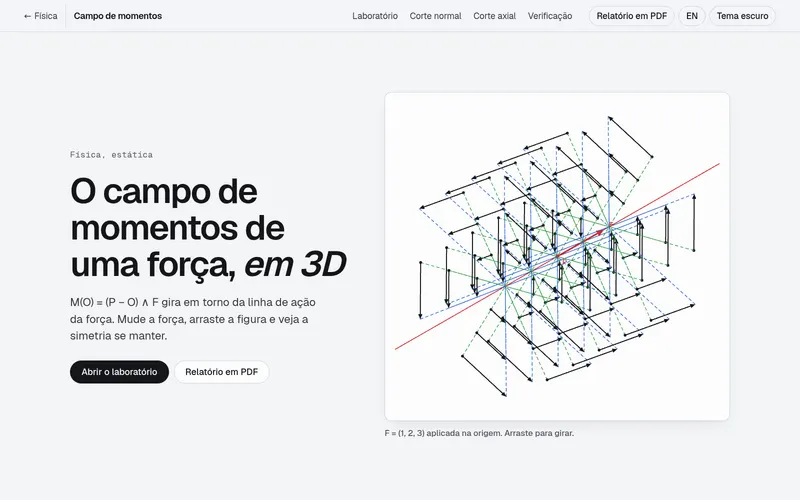 ← Física
Campo de momentos
Laboratório
Corte normal
Corte axial
Verificação
Relatório em PDF
EN
Tema escuro
Física, estática
O campo de
momentos de
uma força, em 3D
M(O) = (P − O) ∧ F gira em torno da linha de ação
da força. Mude a força, arraste a figura e veja a
simetria se manter.
Abrir o laboratório
Relatório em PDF
F = (1, 2, 3) aplicada na origem. Arraste para girar.